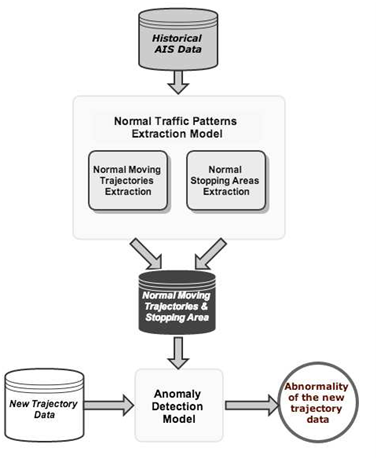 Historical
AIS Data
Normal Traffic Patterns
Extraction Model
Normal Moving
Trajectories
Extraction
Normal
Stopping Areas
Extraction
Normal Moving
Trajectories &
Stopping Area
New Trajectory
Data
Anomaly
Detection
Model
Abnormality
of the new
trajectory
data